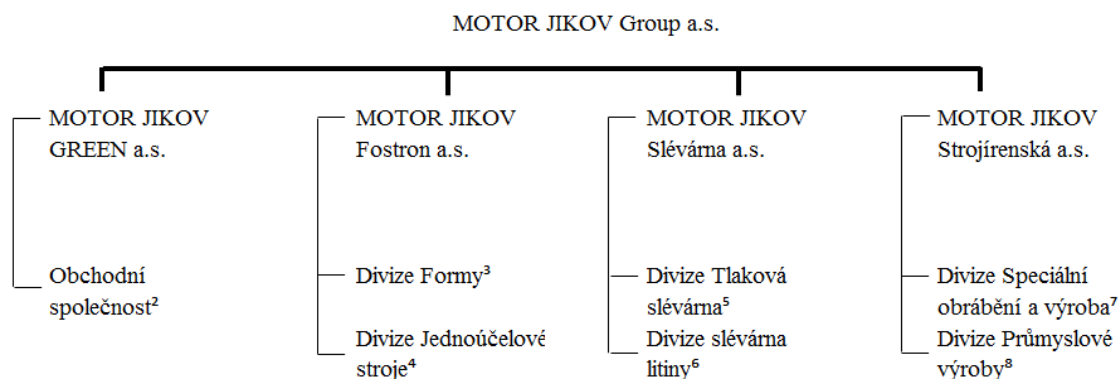 MOTOR JIKOV Group a.s.
MOTOR JIKOV
GREEN a.s.
MOTOR JIKOV
Fostron a.s.
MOTOR JIKOV
Slévárna a.s.
MOTOR JIKOV
Strojírenská a.s.
Obchodní
společnost²
Divize Formy³
Divize Tlaková
slévárna⁵
Divize Speciální
obrábění a výroba⁷
Divize Jednoúčelové
stroje⁴
Divize slévárna
litiny⁶
Divize Průmyslové
výroby⁸